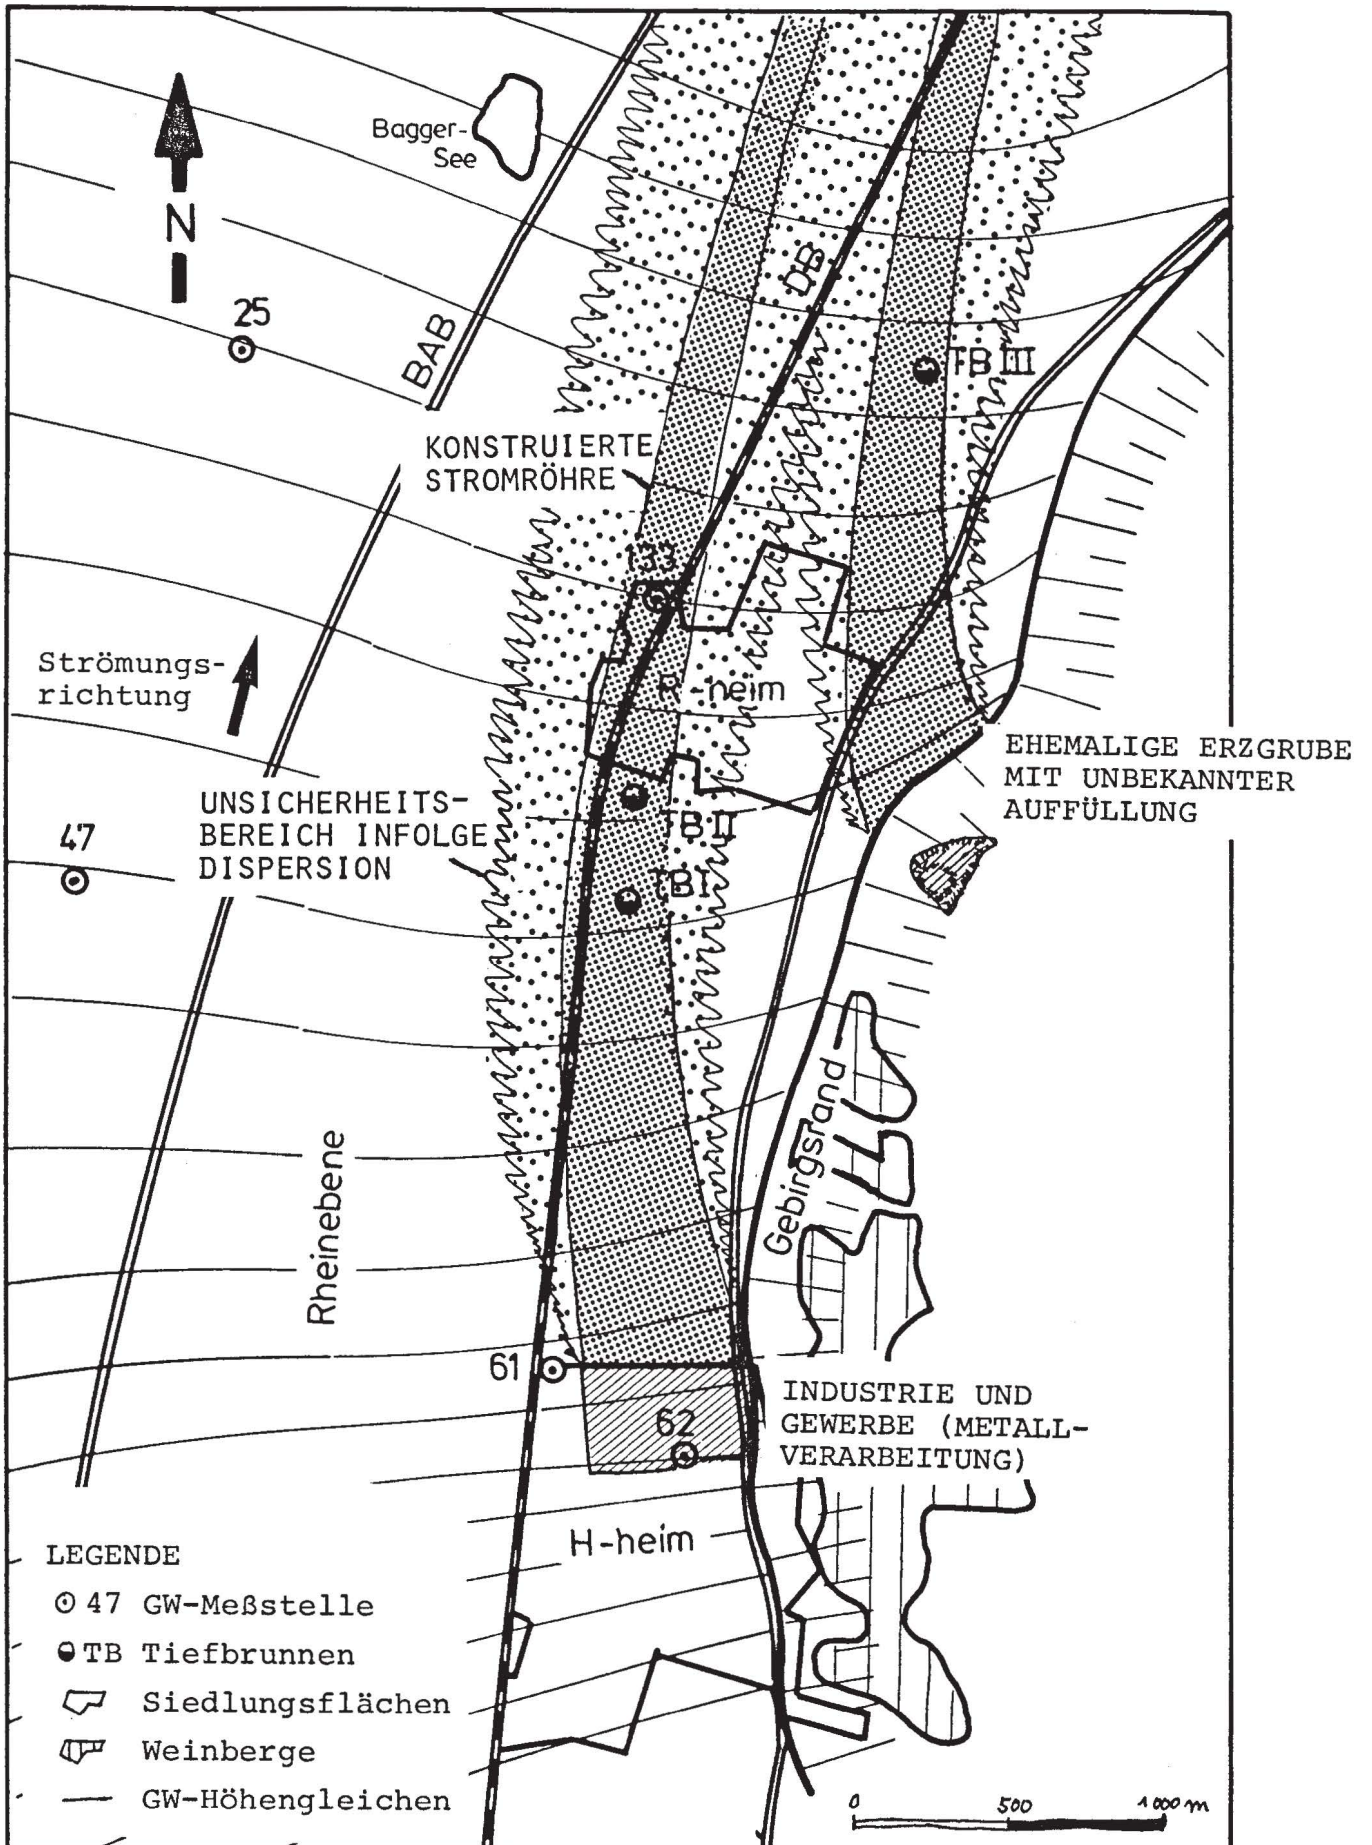 Bagger-
See
N
25
BAB
DB
TB III
KONSTRUIERTE
STROMRÖHRE
133
Strömungs-
richtung
-heim
EHEMALIGE ERZGRUBE
MIT UNBEKANNTER
AUFFÜLLUNG
UNSICHERHEITS-
BEREICH INFOLGE
DISPERSION
47
TB II
TB I
Gebirgsrand
Rheinebene
61
62
INDUSTRIE UND
GEWERBE (METALL-
VERARBEITUNG)
H-heim
LEGENDE
47 GW-Meßstelle
TB Tiefbrunnen
Siedlungsflächen
Weinberge
GW-Höhengleichen
0 500 1000 m